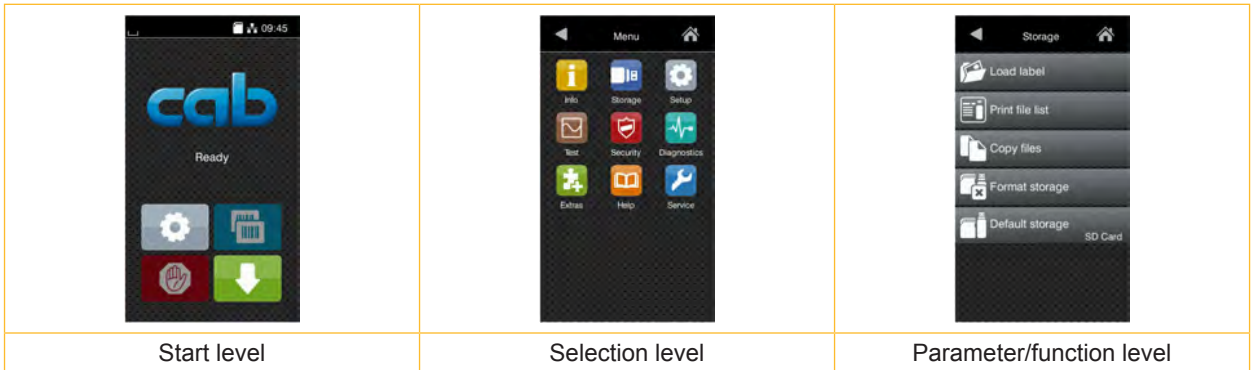 09:45
cab
Ready
Start level
Menu
Info Storage Setup
Test Security Diagnostics
Extras Help Service
Selection level
Storage
Load label
Print file list
Copy files
Format storage
Default storage
SD Card
Parameter/function level